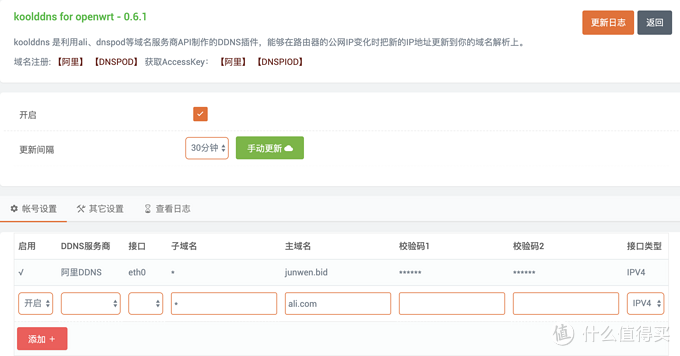 koolddns for openwrt - 0.6.1
更新日志 返回
koolddns 是利用ali、dnspod等域名服务商API制作的DDNS插件，能够在路由器的公网IP变化时把新的IP地址更新到你的域名解析上。
域名注册: 【阿里】 【DNSPOD】 获取AccessKey： 【阿里】 【DNSPIOD】
开启
更新间隔 30分钟 手动更新
帐号设置 其它设置 查看日志
启用 DDNS服务商 接口 子域名 主域名 校验码1 校验码2 接口类型
√ 阿里DDNS eth0 * junwen.bid ****** ****** IPV4
开启 * ali.com IPV4
添加 +
值 什么值得买